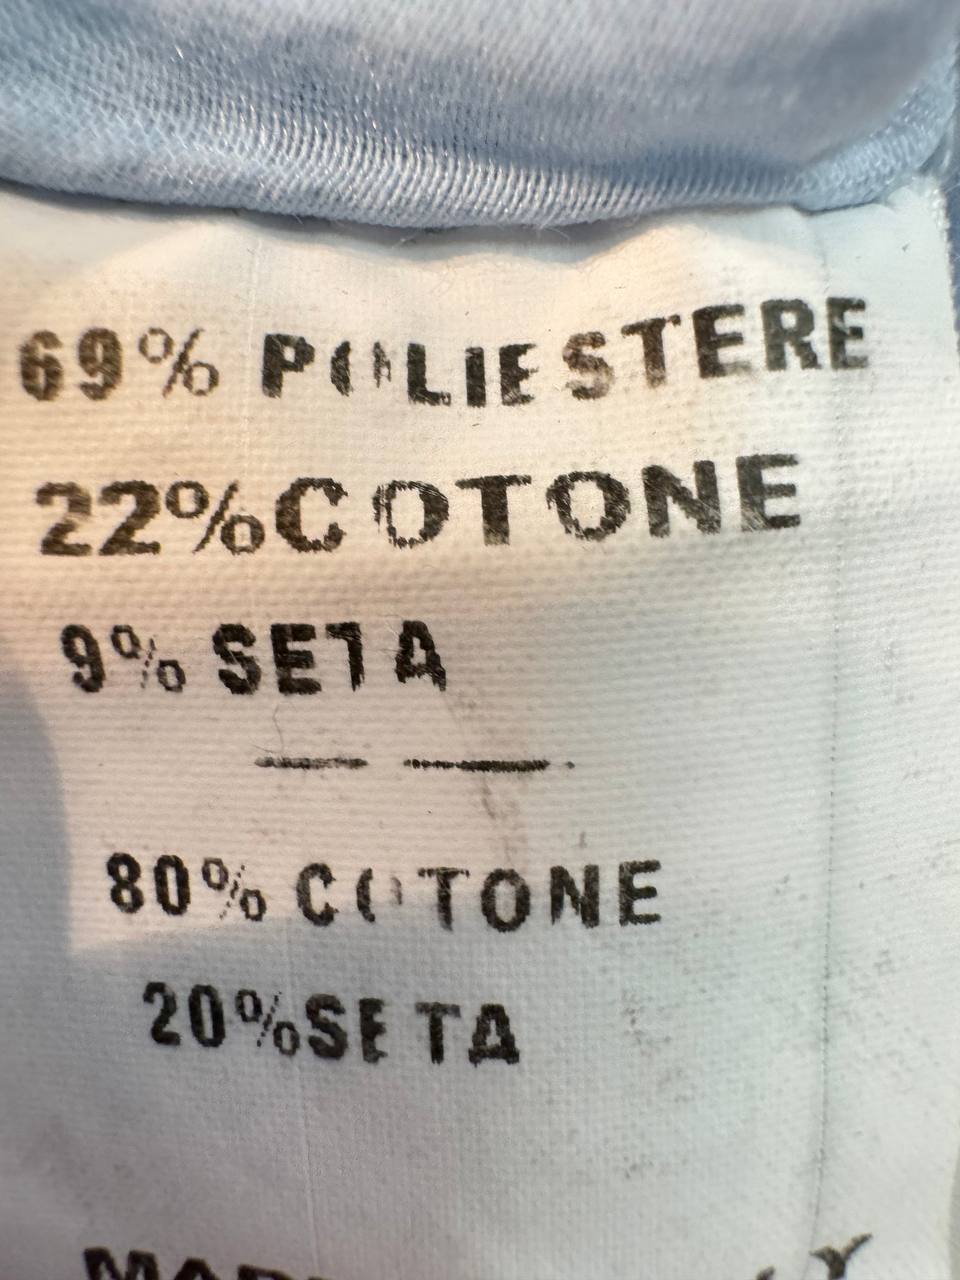 69% POLIESTERE
22%COTONE
9% SETA
80% COTONE
20%SETA